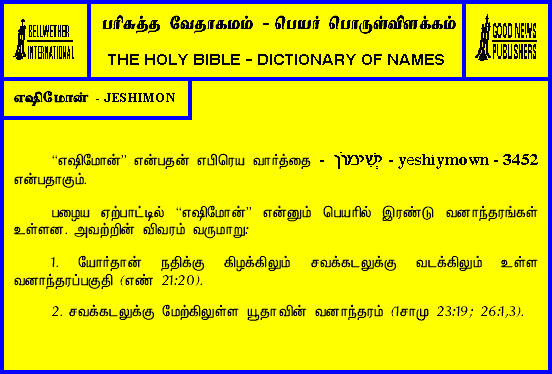 BELLWETHER
INTERNATIONAL
பரிசுத்த வேதாகமம் - பெயர் பொருள்விளக்கம்
THE HOLY BIBLE - DICTIONARY OF NAMES
GOOD NEWS
PUBLISHERS
எஷிமோன் - JESHIMON
“எஷிமோன்” என்பதன் எபிரெய வார்த்தை - יְשִׁימוֹן - yeshiymown - 3452
என்பதாகும்.
பழைய ஏற்பாட்டில் “எஷிமோன்” என்னும் பெயரில் இரண்டு வனாந்தரங்கள்
உள்ளன. அவற்றின் விவரம் வருமாறு:
1. யோர்தான் நதிக்கு கிழக்கிலும் சவக்கடலுக்கு வடக்கிலும் உள்ள
வனாந்தரப்பகுதி (எண் 21:20).
2. சவக்கடலுக்கு மேற்கிலுள்ள யூதாவின் வனாந்தரம் (1சாமு 23:19; 26:1,3).